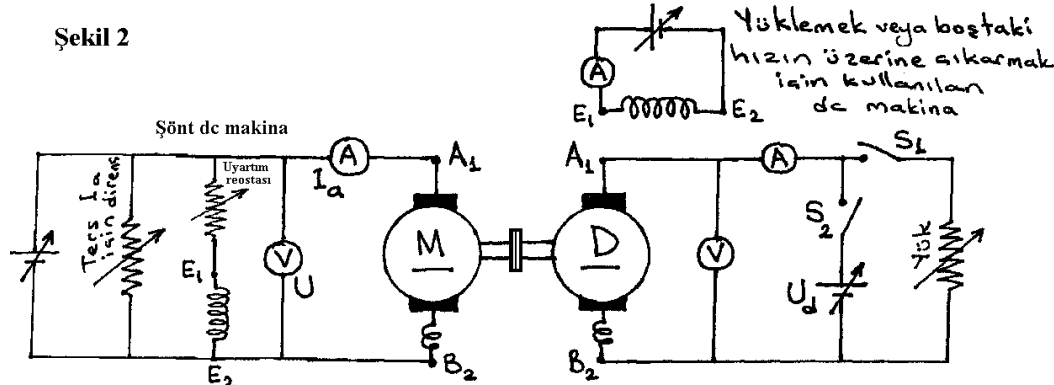 Şekil 2
Yüklemek veya boştaki
hızın üzerine çıkarmak
için kullanılan
dc makina
A
E1
E2
Şönt dc makina
Ters Ia
için direnç
Uyartım
reostası
E1
E2
V
U
A
Ia
A1
M
B2
A1
D
B2
V
A
S1
S2
Ud
Yük